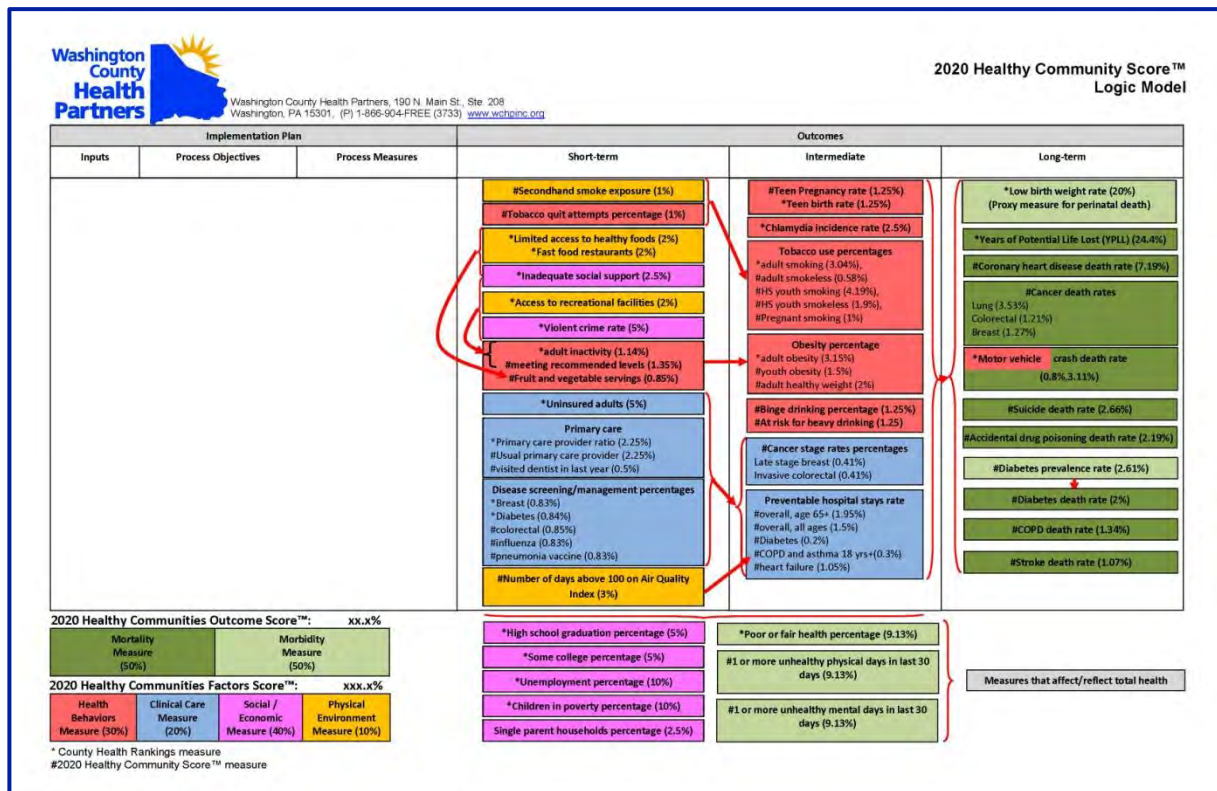 Washington
County
Health
Partners
Washington County Health Partners, 190 N. Main St., Ste. 208
Washington, PA 15301, (P) 1-866-904-FREE (3733) www.wchpinc.org
2020 Healthy Community Score™
Logic Model
Implementation Plan
Outcomes
Inputs
Process Objectives
Process Measures
Short-term
Intermediate
Long-term
#Secondhand smoke exposure (1%)
#Tobacco quit attempts percentage (1%)
*Limited access to healthy foods (2%)
*Fast food restaurants (2%)
*Inadequate social support (2.5%)
*Access to recreational facilities (2%)
*Violent crime rate (5%)
*adult inactivity (1.14%)
#meeting recommended levels (1.35%)
#Fruit and vegetable servings (0.85%)
*Uninsured adults (5%)
Primary care
*Primary care provider ratio (2.25%)
#Usual primary care provider (2.25%)
#visited dentist in last year (0.5%)
Disease screening/management percentages
*Breast (0.83%)
*Diabetes (0.84%)
#colorectal (0.85%)
#influenza (0.83%)
#pneumonia vaccine (0.83%)
#Number of days above 100 on Air Quality
Index (3%)
#Teen Pregnancy rate (1.25%)
*Teen birth rate (1.25%)
*Chlamydia incidence rate (2.5%)
Tobacco use percentages
*adult smoking (3.04%),
#adult smokeless (0.58%)
#HS youth smoking (4.19%),
#HS youth smokeless (1.9%),
#Pregnant smoking (1%)
Obesity percentage
*adult obesity (3.15%)
#youth obesity (1.5%)
#adult healthy weight (2%)
#Binge drinking percentage (1.25%)
#At risk for heavy drinking (1.25)
#Cancer stage rates percentages
Late stage breast (0.41%)
Invasive colorectal (0.41%)
Preventable hospital stays rate
#overall, age 65+ (1.95%)
#overall, all ages (1.5%)
#Diabetes (0.2%)
#COPD and asthma 18 yrs+(0.3%)
#heart failure (1.05%)
*Low birth weight rate (20%)
(Proxy measure for perinatal death)
*Years of Potential Life Lost (YPLL) (24.4%)
#Coronary heart disease death rate (7.19%)
#Cancer death rates
Lung (3.53%)
Colorectal (1.21%)
Breast (1.27%)
*Motor vehicle crash death rate
(0.8%,3.11%)
#Suicide death rate (2.66%)
#Accidental drug poisoning death rate (2.19%)
#Diabetes prevalence rate (2.61%)
#Diabetes death rate (2%)
#COPD death rate (1.34%)
#Stroke death rate (1.07%)
2020 Healthy Communities Outcome Score™: xx.x%
Mortality
Measure
(50%)
Morbidity
Measure
(50%)
2020 Healthy Communities Factors Score™: xxx.x%
Health
Behaviors
Measure (30%)
Clinical Care
Measure
(20%)
Social /
Economic
Measure (40%)
Physical
Environment
Measure (10%)
* County Health Rankings measure
#2020 Healthy Community Score™ measure
*High school graduation percentage (5%)
*Some college percentage (5%)
*Unemployment percentage (10%)
*Children in poverty percentage (10%)
Single parent households percentage (2.5%)
*Poor or fair health percentage (9.13%)
#1 or more unhealthy physical days in last 30
days (9.13%)
#1 or more unhealthy mental days in last 30
days (9.13%)
Measures that affect/reflect total health